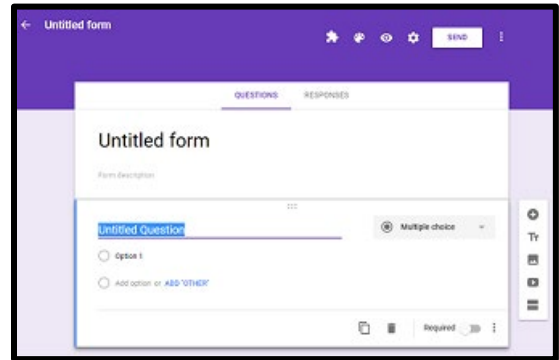 Untitled form
SEND
QUESTIONS RESPONSES
Untitled form
Form description
Untitled Question
Multiple choice
Option 1
Add option or ADD "OTHER"
Required
Tт